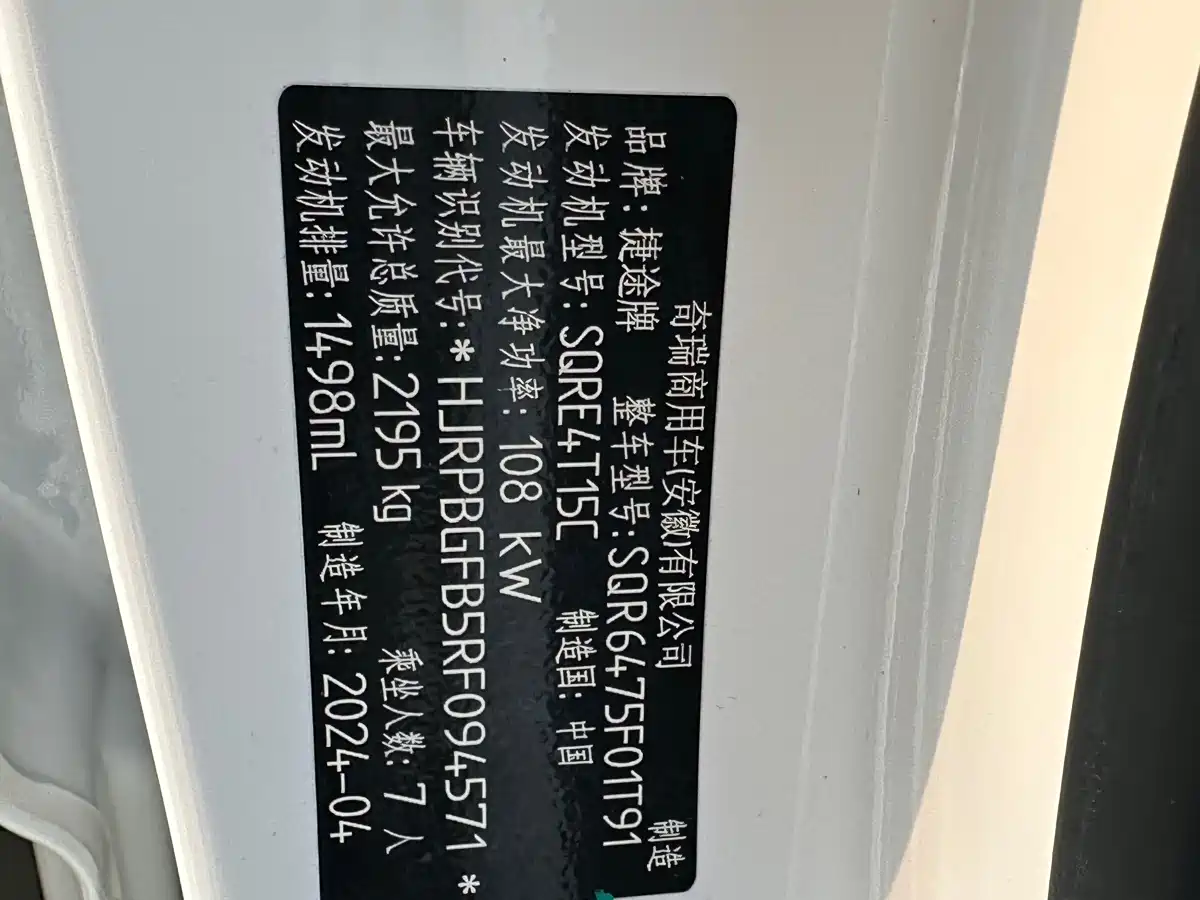 奇瑞商用车(安徽)有限公司 制造
品牌: 捷途牌 整车型号: SQR6475F01T91
发动机型号: SQRE4T15C 制造国: 中国
发动机最大净功率: 108 kW
车辆识别代号: *HJRPBGFB5RF094571*
最大允许总质量: 2195 kg 乘坐人数: 7 人
发动机排量: 1498mL 制造年月: 2024-04